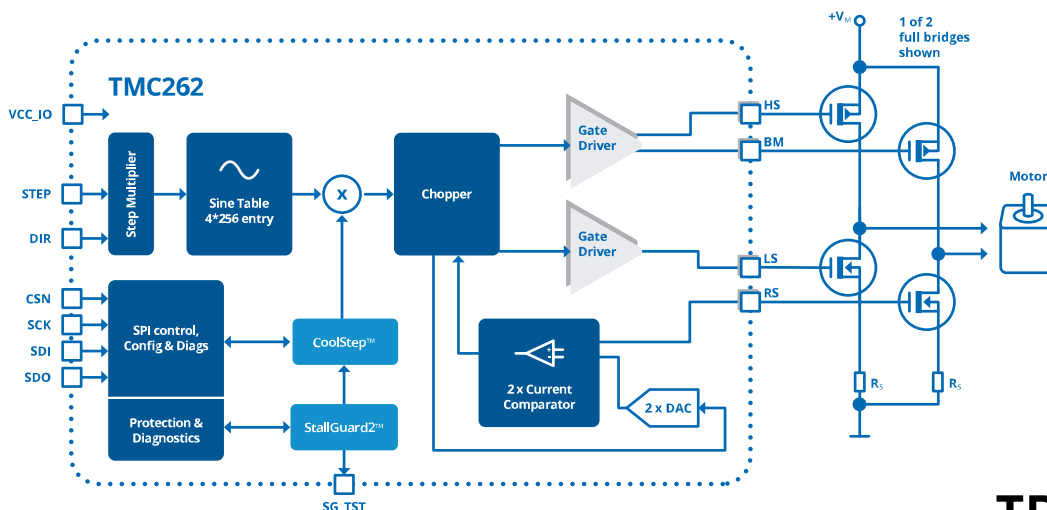 +VM
1 of 2
full bridges
shown
TMC262
VCC_IO
HS
BM
Gate
Driver
Step Multiplier
Sine Table
4*256 entry
X
Chopper
STEP
DIR
Motor
Gate
Driver
LS
RS
CSN
SCK
SDI
SDO
SPI control,
Config & Diags
CoolStep™
+
-
2 x Current
Comparator
2 x DAC
RS
RS
Protection &
Diagnostics
StallGuard2™
SG_TST